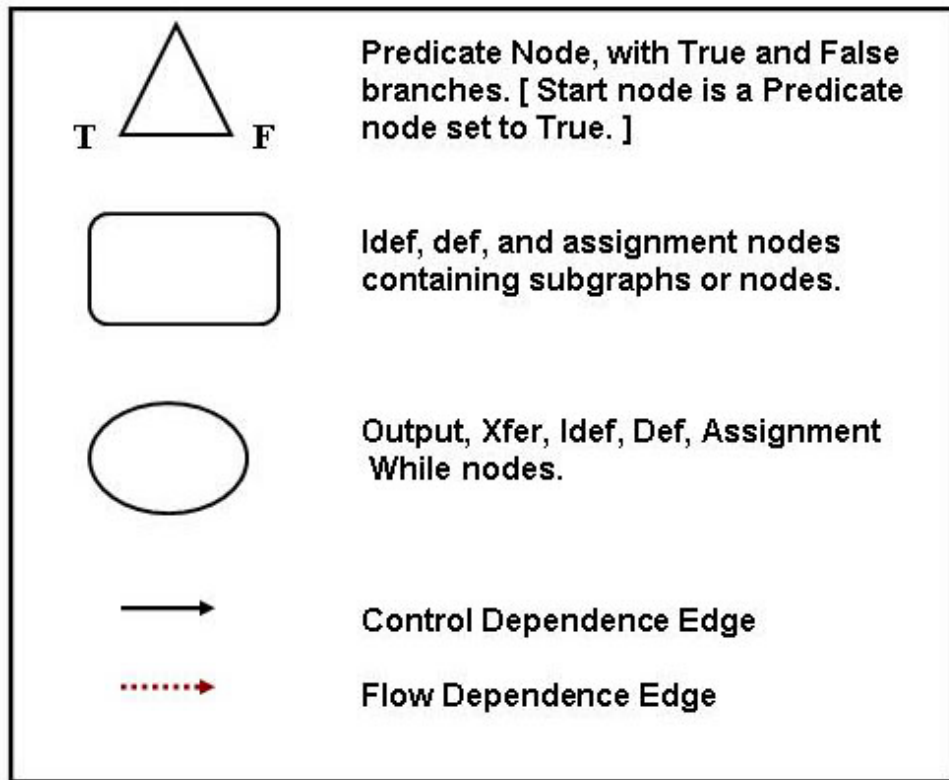 Predicate Node, with True and False
branches. [ Start node is a Predicate
node set to True. ]
T F
Idef, def, and assignment nodes
containing subgraphs or nodes.
Output, Xfer, Idef, Def, Assignment
While nodes.
Control Dependence Edge
Flow Dependence Edge